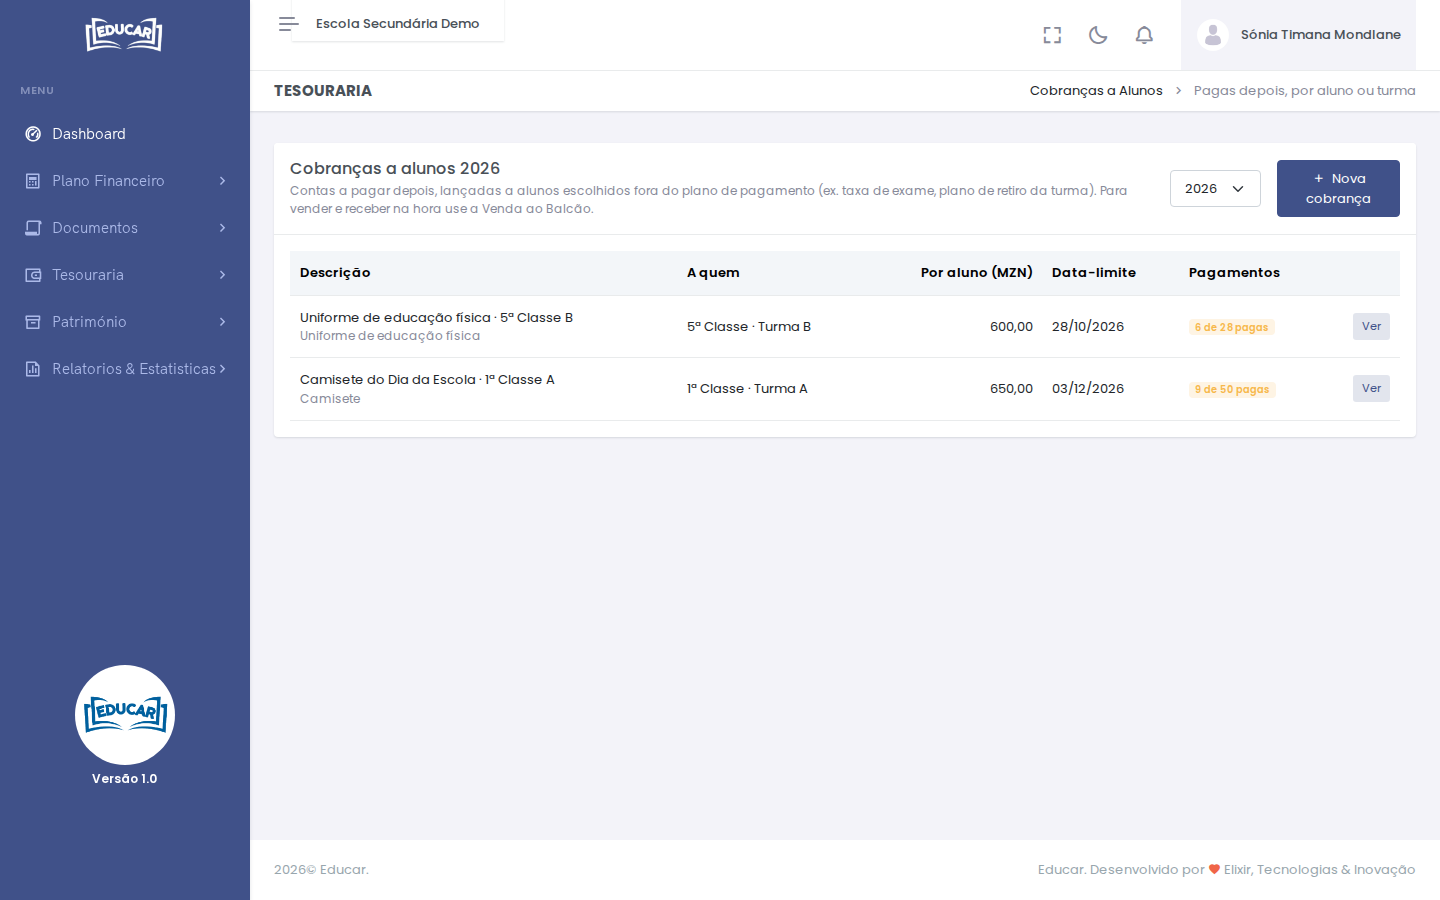 EDUCAR
Escola Secundária Demo
Sónia Timana Mondlane
MENU
Dashboard
Plano Financeiro
Documentos
Tesouraria
Património
Relatorios & Estatisticas
EDUCAR
Versão 1.0
TESOURARIA
Cobranças a Alunos > Pagas depois, por aluno ou turma
Cobranças a alunos 2026
Contas a pagar depois, lançadas a alunos escolhidos fora do plano de pagamento (ex. taxa de exame, plano de retiro da turma). Para
vender e receber na hora use a Venda ao Balcão.
2026
+ Nova
cobrança
Descrição A quem Por aluno (MZN) Data-limite Pagamentos
Uniforme de educação física · 5ª Classe B
Uniforme de educação física
5ª Classe · Turma B 600,00 28/10/2026 6 de 28 pagas Ver
Camisete do Dia da Escola · 1ª Classe A
Camisete
1ª Classe · Turma A 650,00 03/12/2026 9 de 50 pagas Ver
2026© Educar.
Educar. Desenvolvido por ♥ Elixir, Tecnologias & Inovação